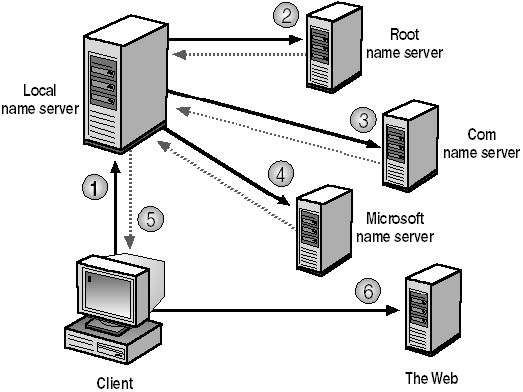 2
Root
name server
Local
name server
3
Com
name server
1
4
5
Microsoft
name server
6
Client
The Web